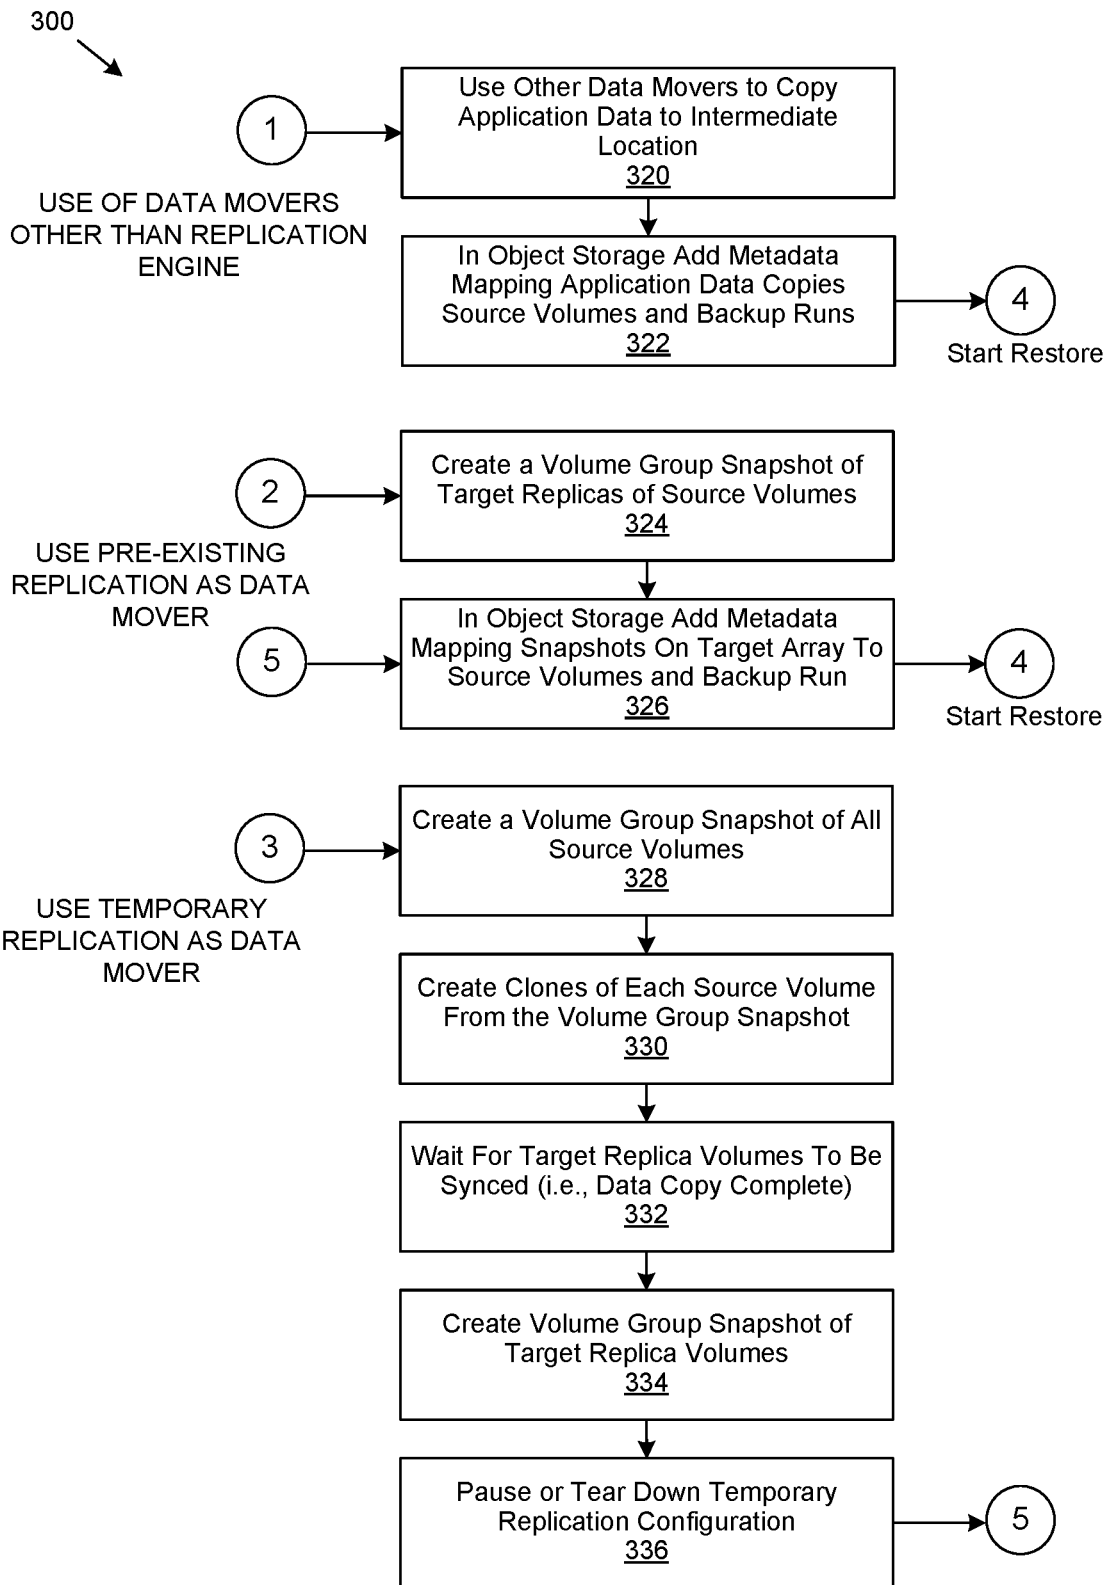 300
1
USE OF DATA MOVERS
OTHER THAN REPLICATION
ENGINE
Use Other Data Movers to Copy
Application Data to Intermediate
Location
320
In Object Storage Add Metadata
Mapping Application Data Copies
Source Volumes and Backup Runs
322
4
Start Restore
2
USE PRE-EXISTING
REPLICATION AS DATA
MOVER
Create a Volume Group Snapshot of
Target Replicas of Source Volumes
324
5
In Object Storage Add Metadata
Mapping Snapshots On Target Array To
Source Volumes and Backup Run
326
4
Start Restore
3
USE TEMPORARY
REPLICATION AS DATA
MOVER
Create a Volume Group Snapshot of All
Source Volumes
328
Create Clones of Each Source Volume
From the Volume Group Snapshot
330
Wait For Target Replica Volumes To Be
Synced (i.e., Data Copy Complete)
332
Create Volume Group Snapshot of
Target Replica Volumes
334
Pause or Tear Down Temporary
Replication Configuration
336
5